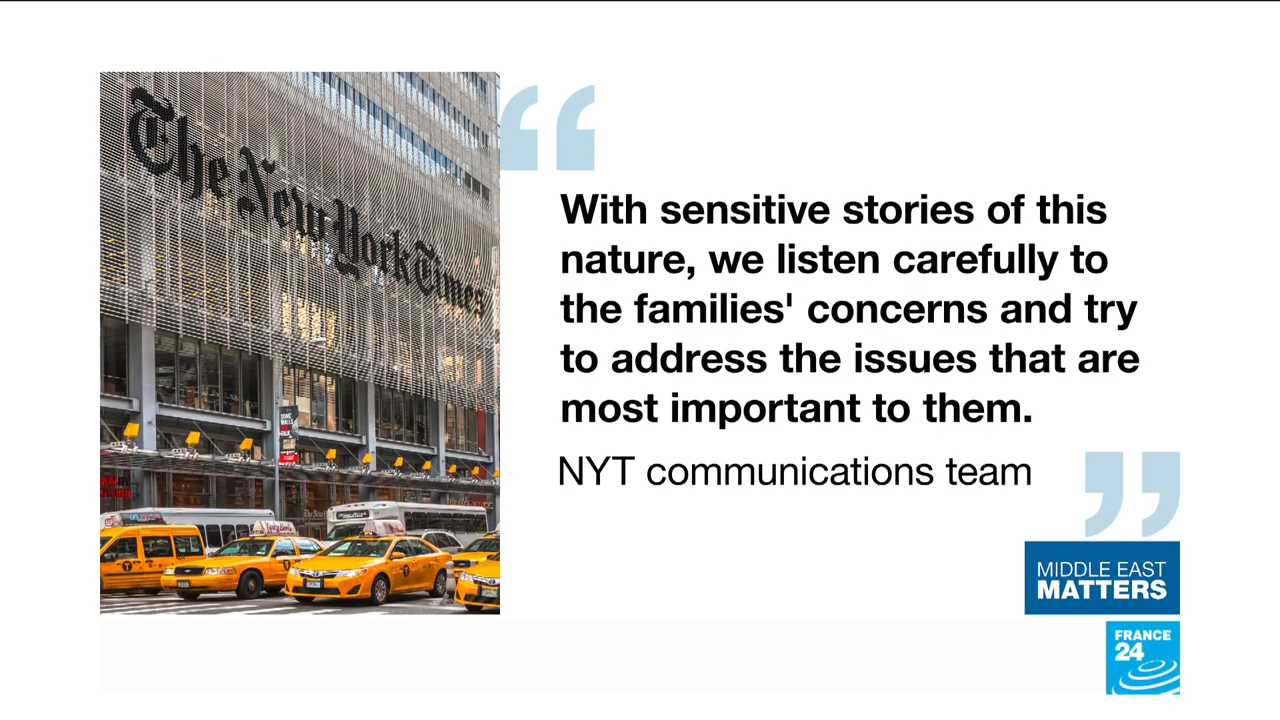 The New York Times
With sensitive stories of this
nature, we listen carefully to
the families' concerns and try
to address the issues that are
most important to them.
NYT communications team
MIDDLE EAST
MATTERS
FRANCE
24